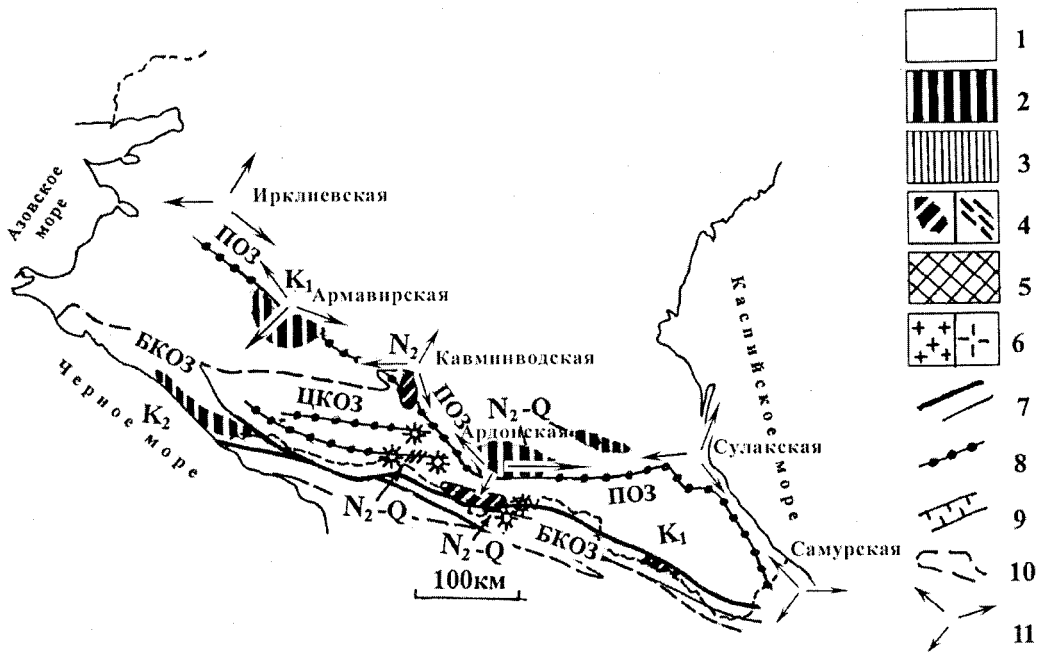 Азовское
море
Ирклиевская
ПОЗ
K₁
Армавирская
N₂
Кавминводская
БКОЗ
ЦКОЗ
ПОЗ
N₂-Q
Ардонская
K₂
Черное море
Каспийское море
Сулакская
ПОЗ
N₂-Q
N₂-Q
БКОЗ
K₁
Самурская
100км
1
2
3
4
5
6
7
8
9
10
11